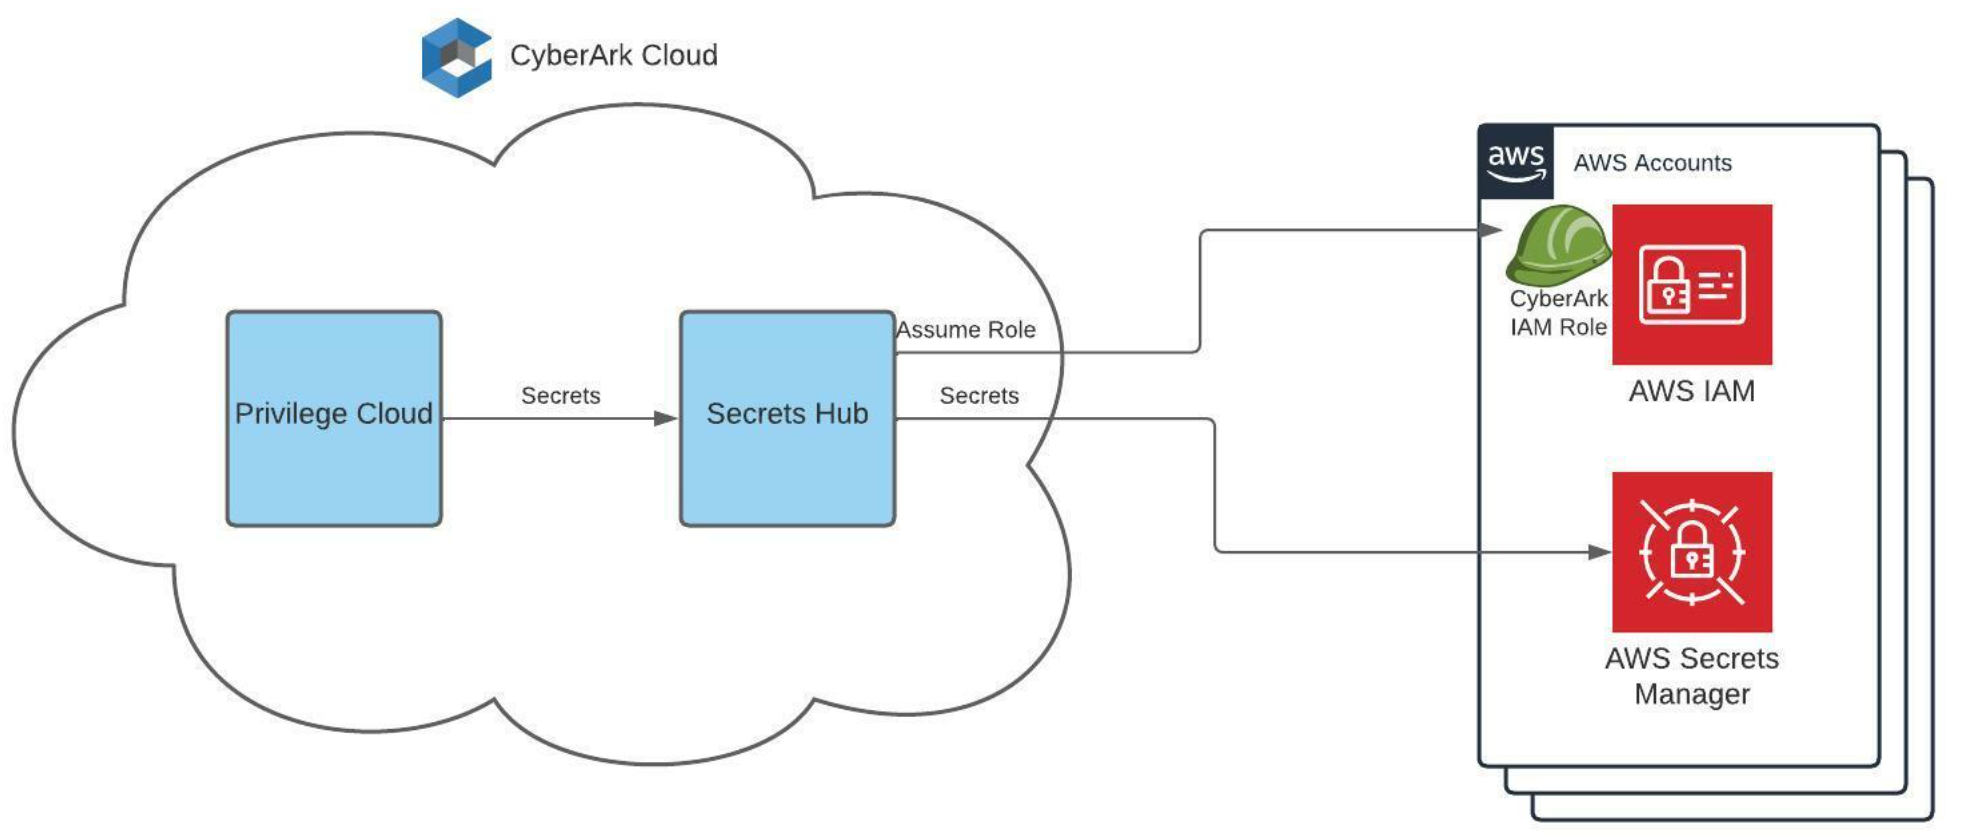 CyberArk Cloud
aws
AWS Accounts
CyberArk
IAM Role
AWS IAM
Assume Role
Privilege Cloud
Secrets
Secrets Hub
Secrets
AWS Secrets
Manager